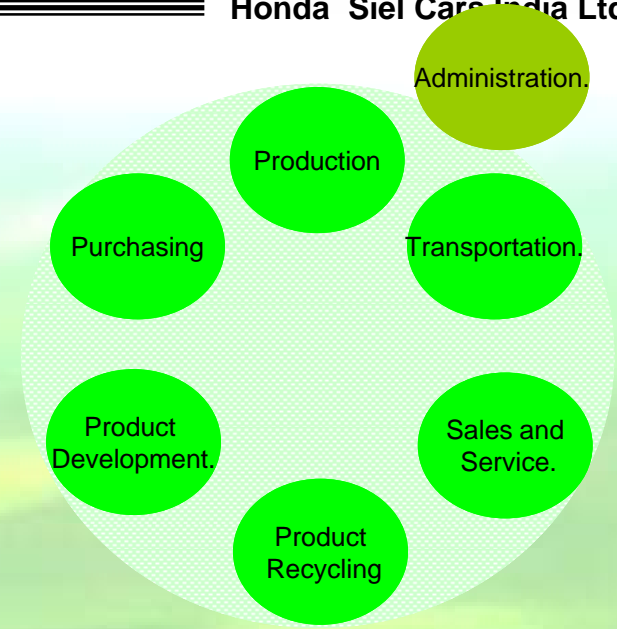 Honda Siel Cars India Ltd
Administration.
Production
Purchasing
Transportation.
Product
Development.
Sales and
Service.
Product
Recycling